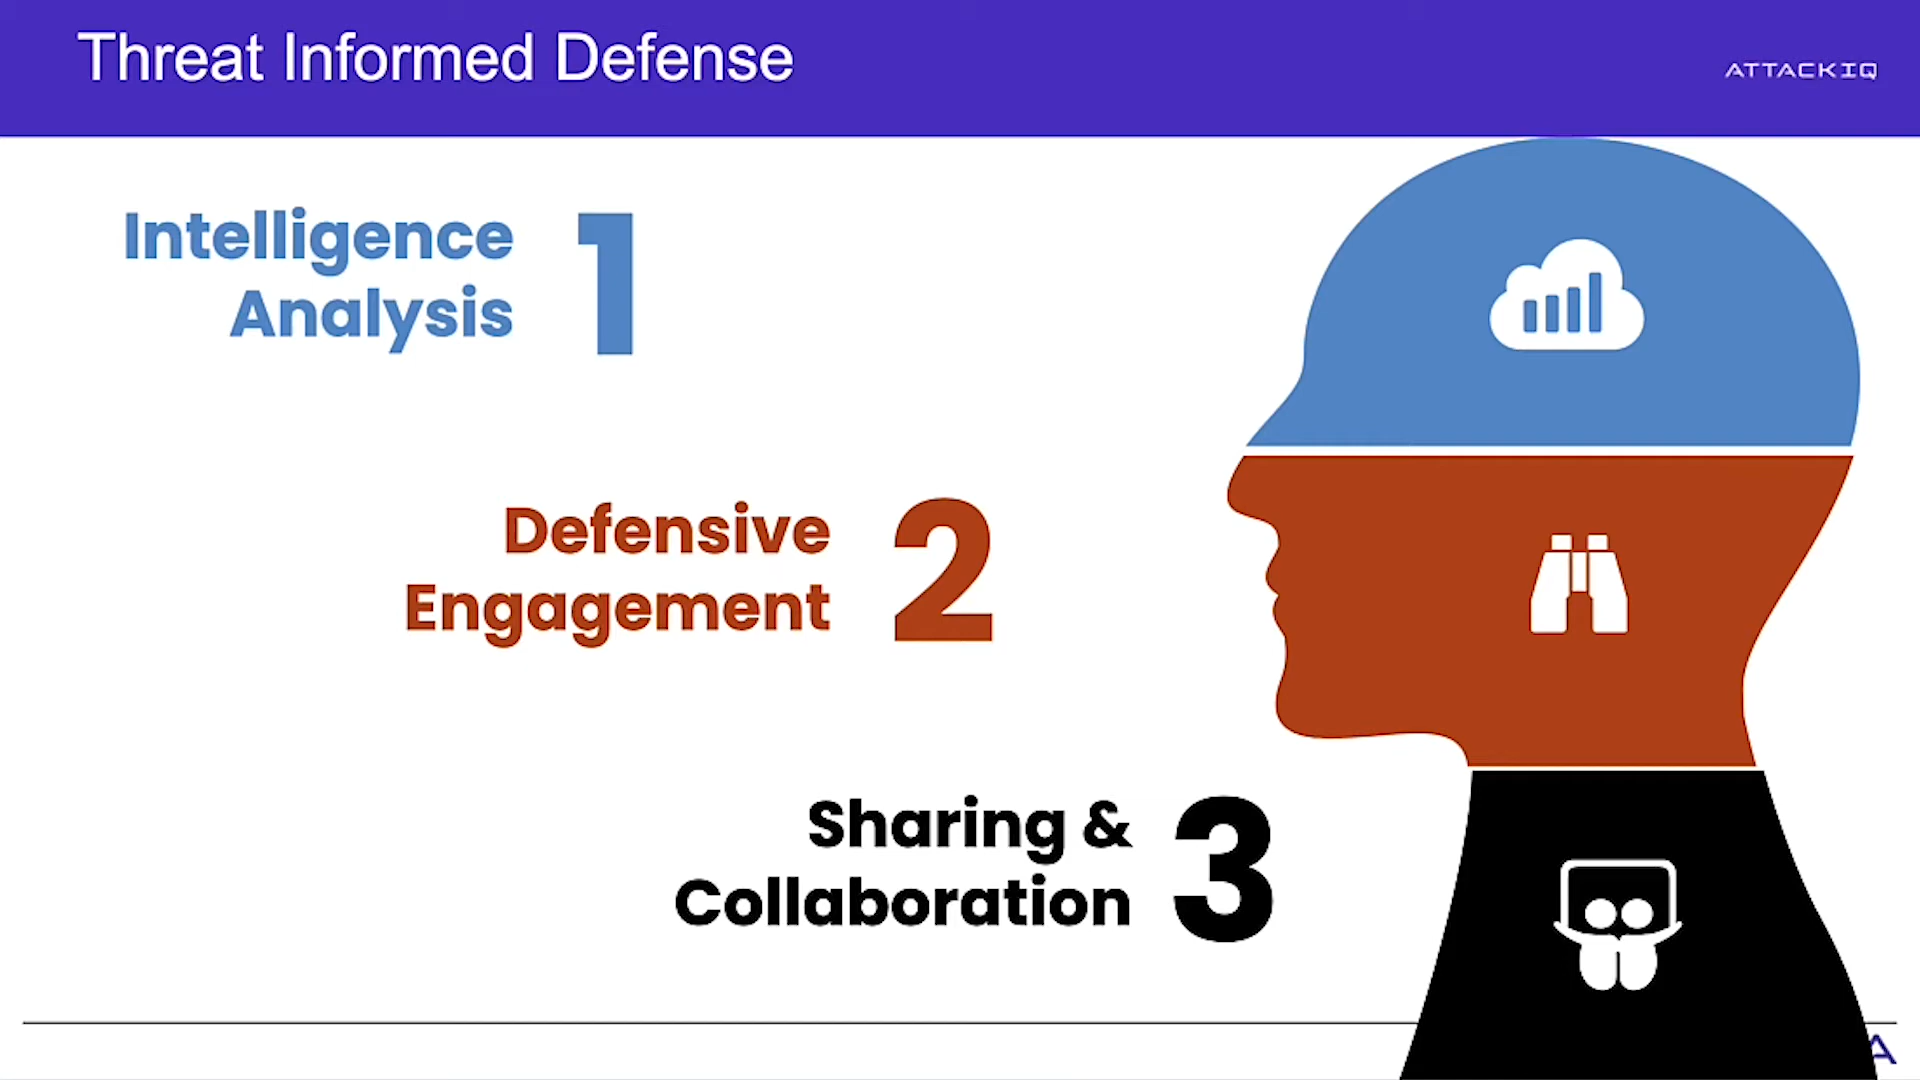 Threat Informed Defense
ATTACKIQ
Intelligence
Analysis
1
Defensive
Engagement
2
Sharing &
Collaboration
3
A